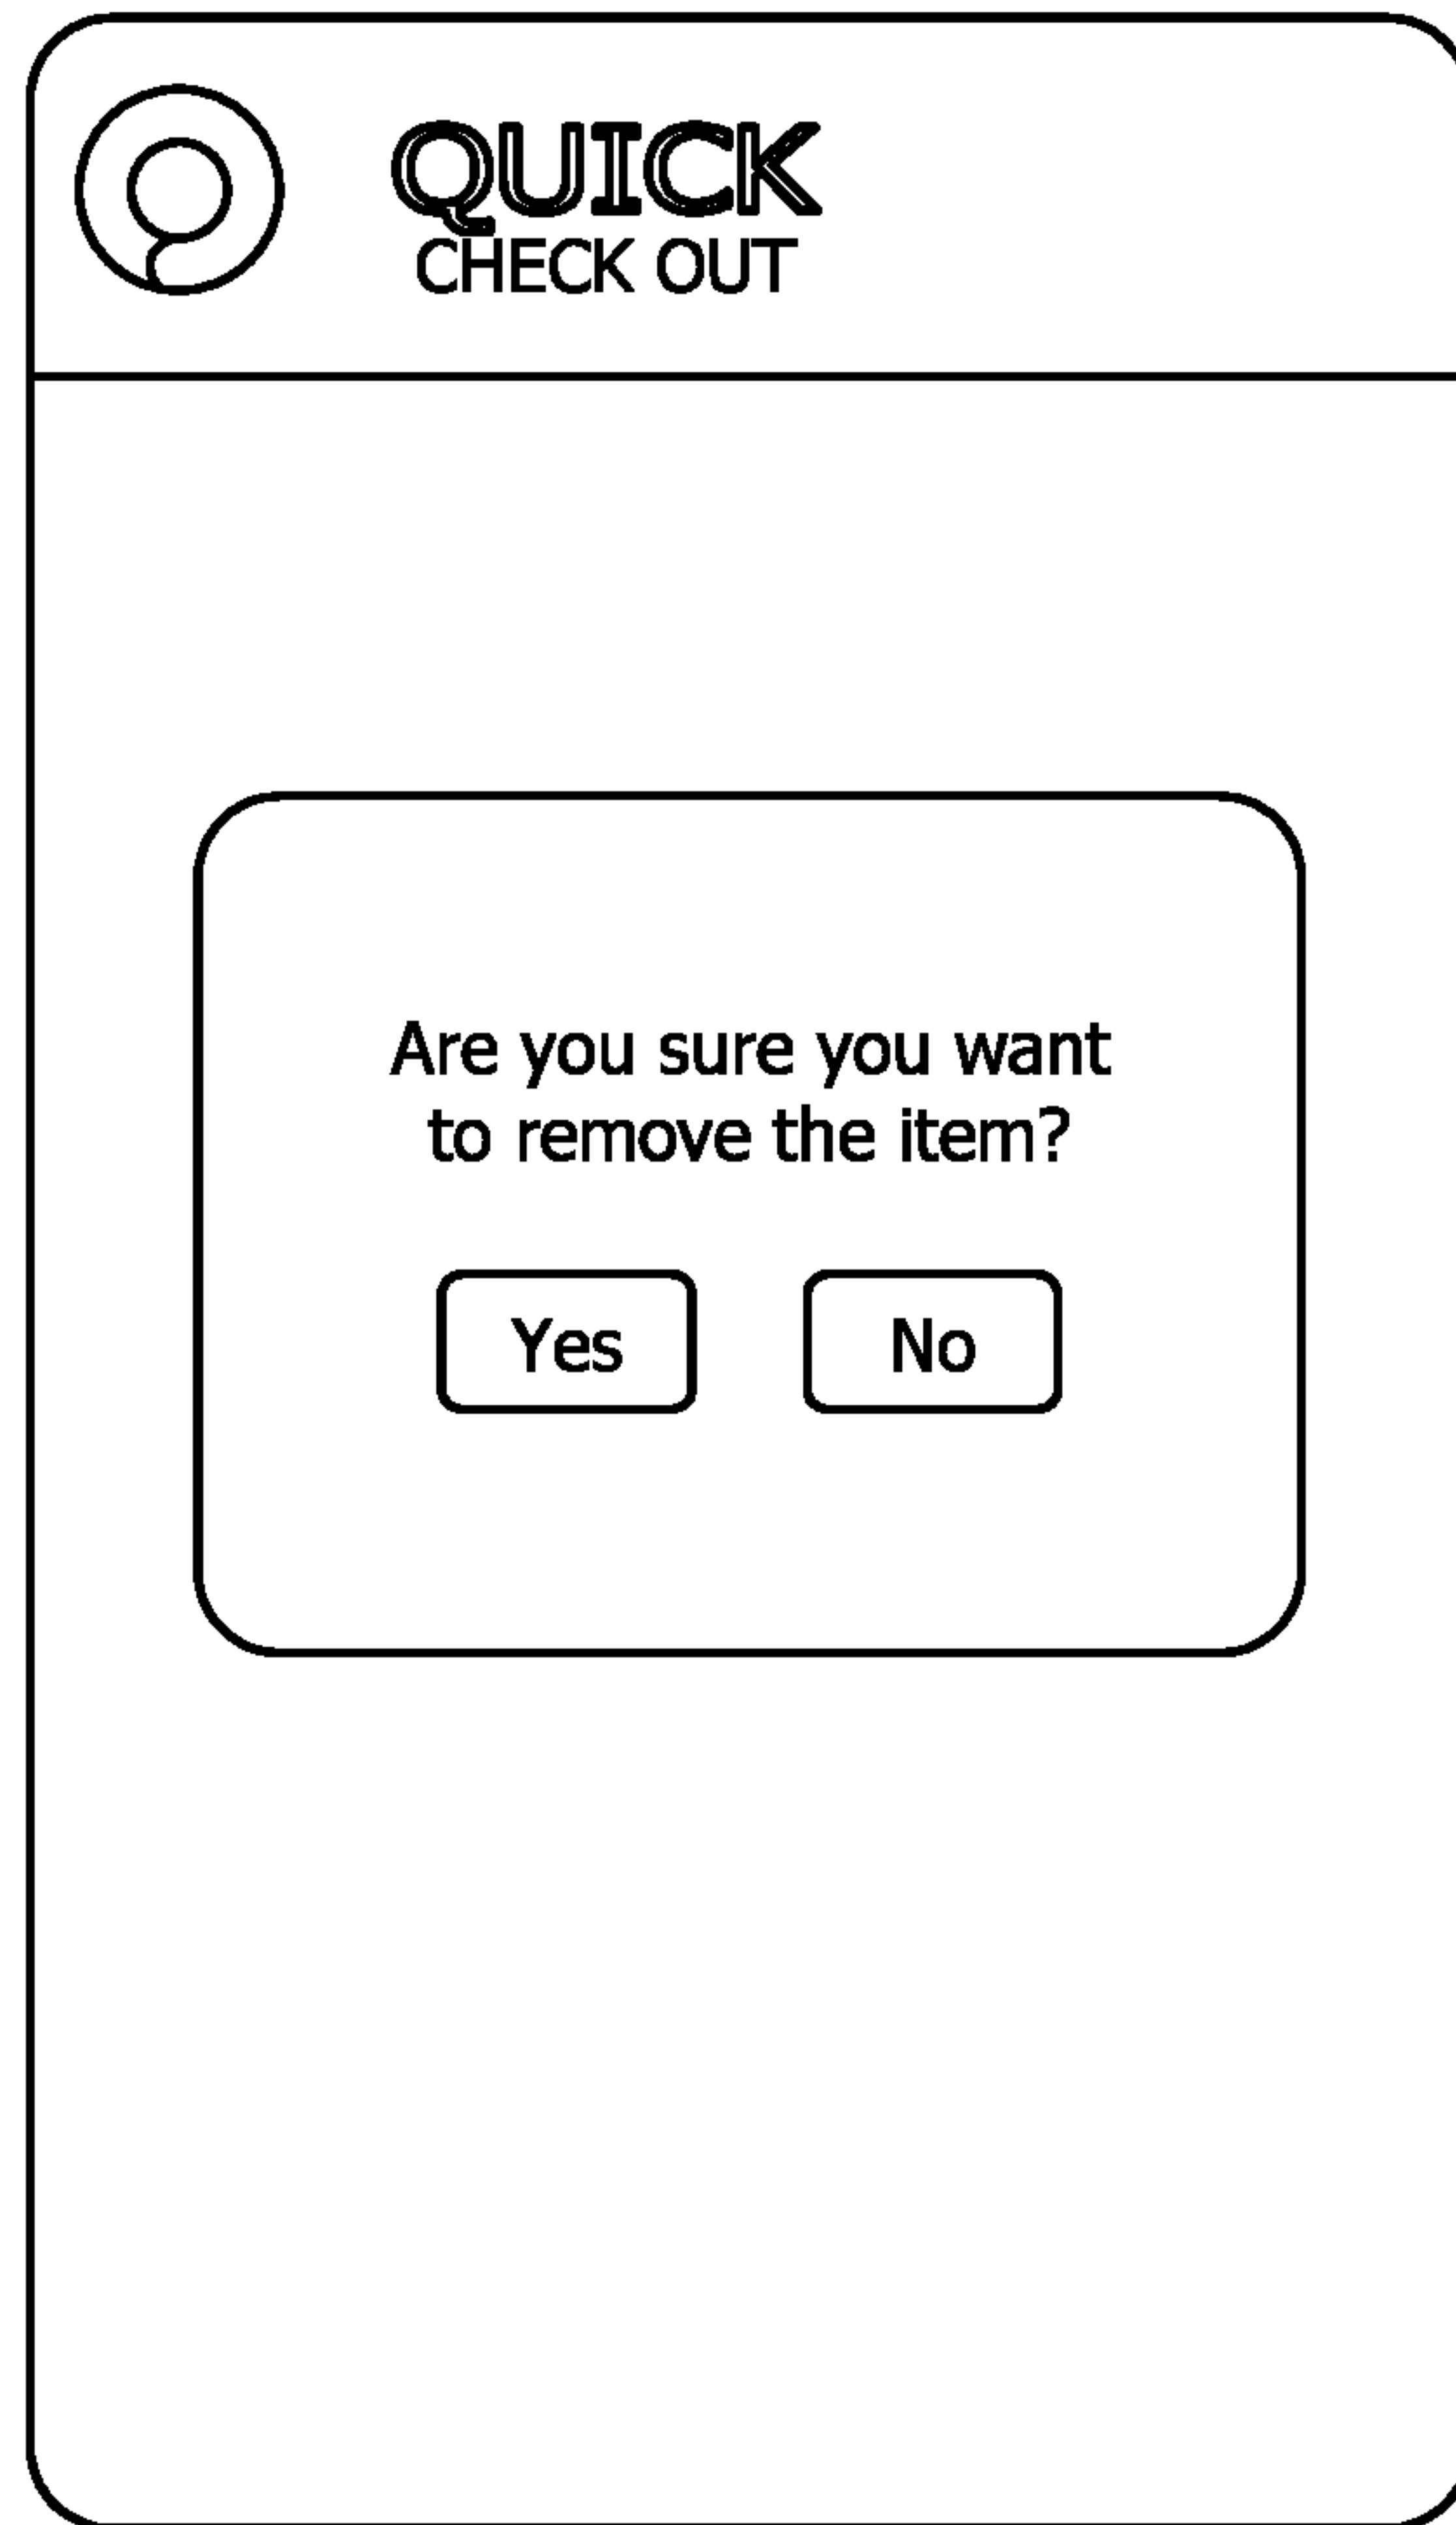 QUICK
CHECK OUT
Are you sure you want
to remove the item?
Yes
No